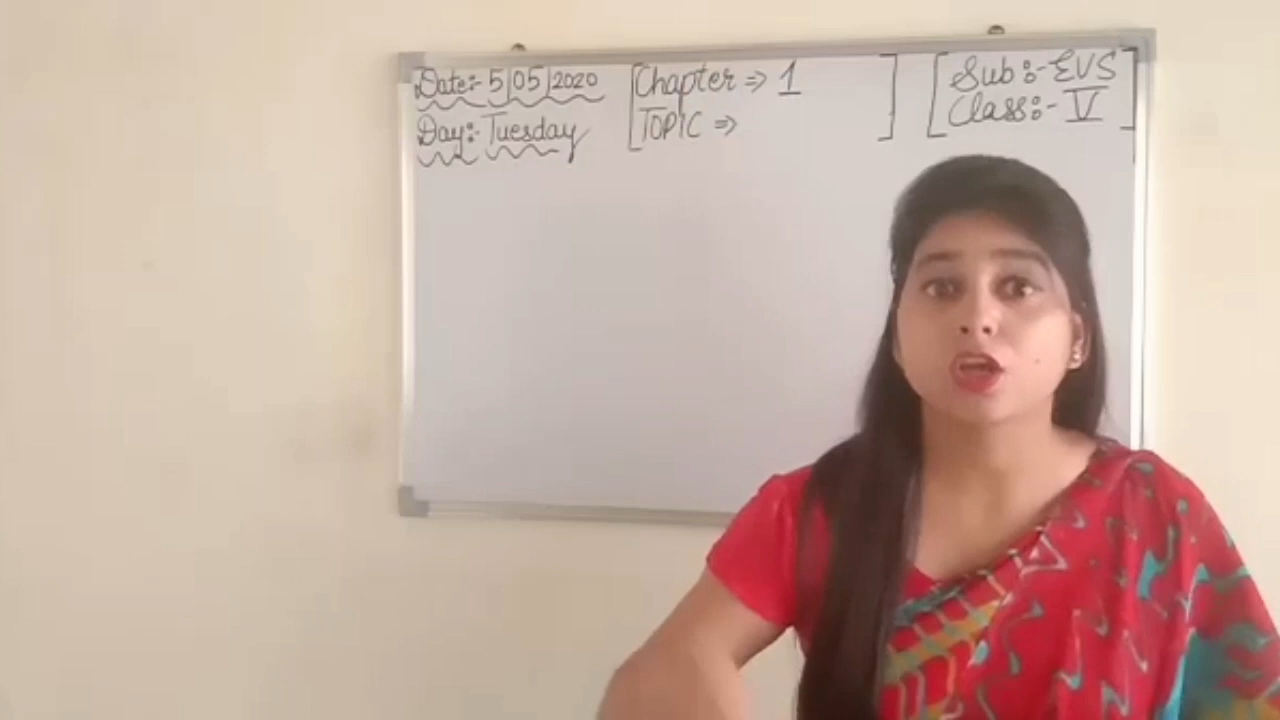 Date:- 5/05/2020
Day:- Tuesday
[Chapter ⇒ 1
TOPIC ⇒ ]
[Sub:- EVS
Class:- V]